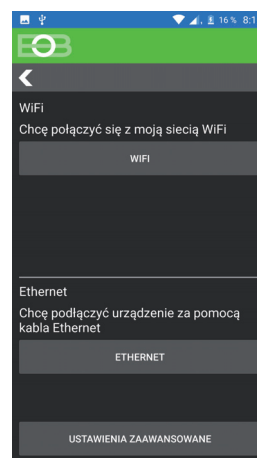 16 % 8:1
EOB
WiFi
Chcę połączyć się z moją siecią WiFi
WIFI
Ethernet
Chcę podłączyć urządzenie za pomocą
kabla Ethernet
ETHERNET
USTAWIENIA ZAAWANSOWANE